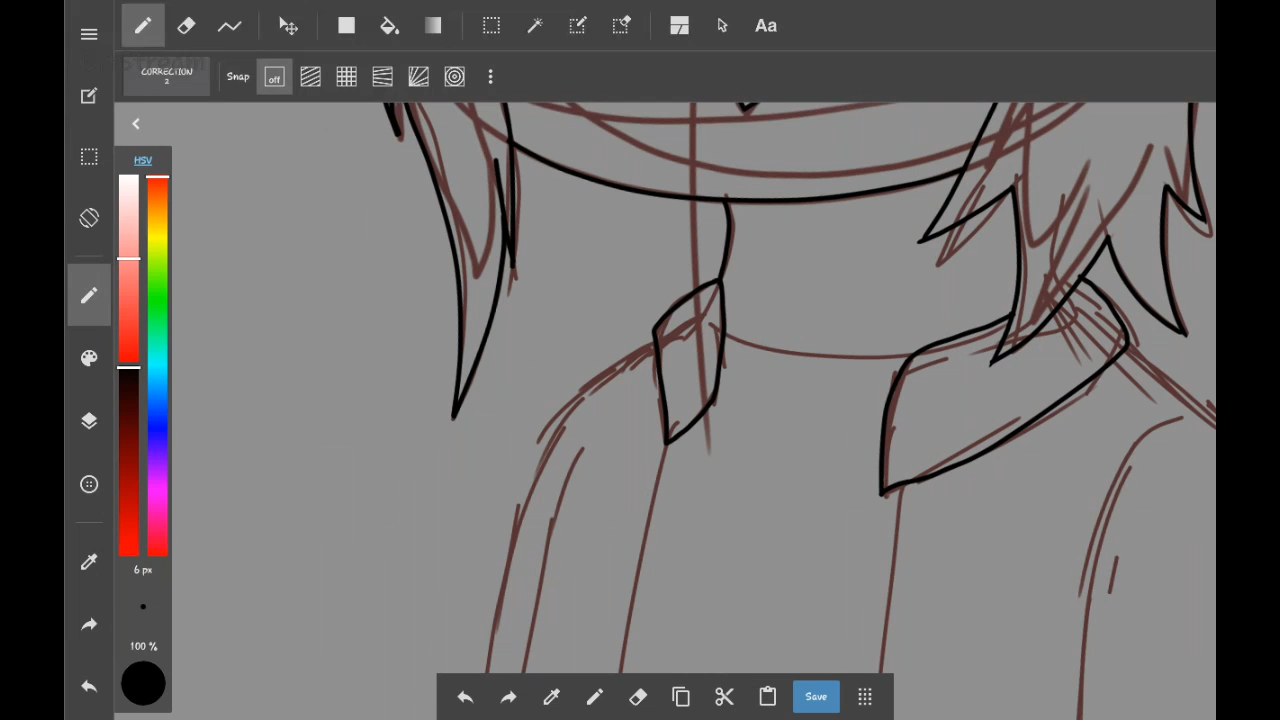 Aa
CORRECTION
2
Snap
off
HSV
6 px
100 %
Save